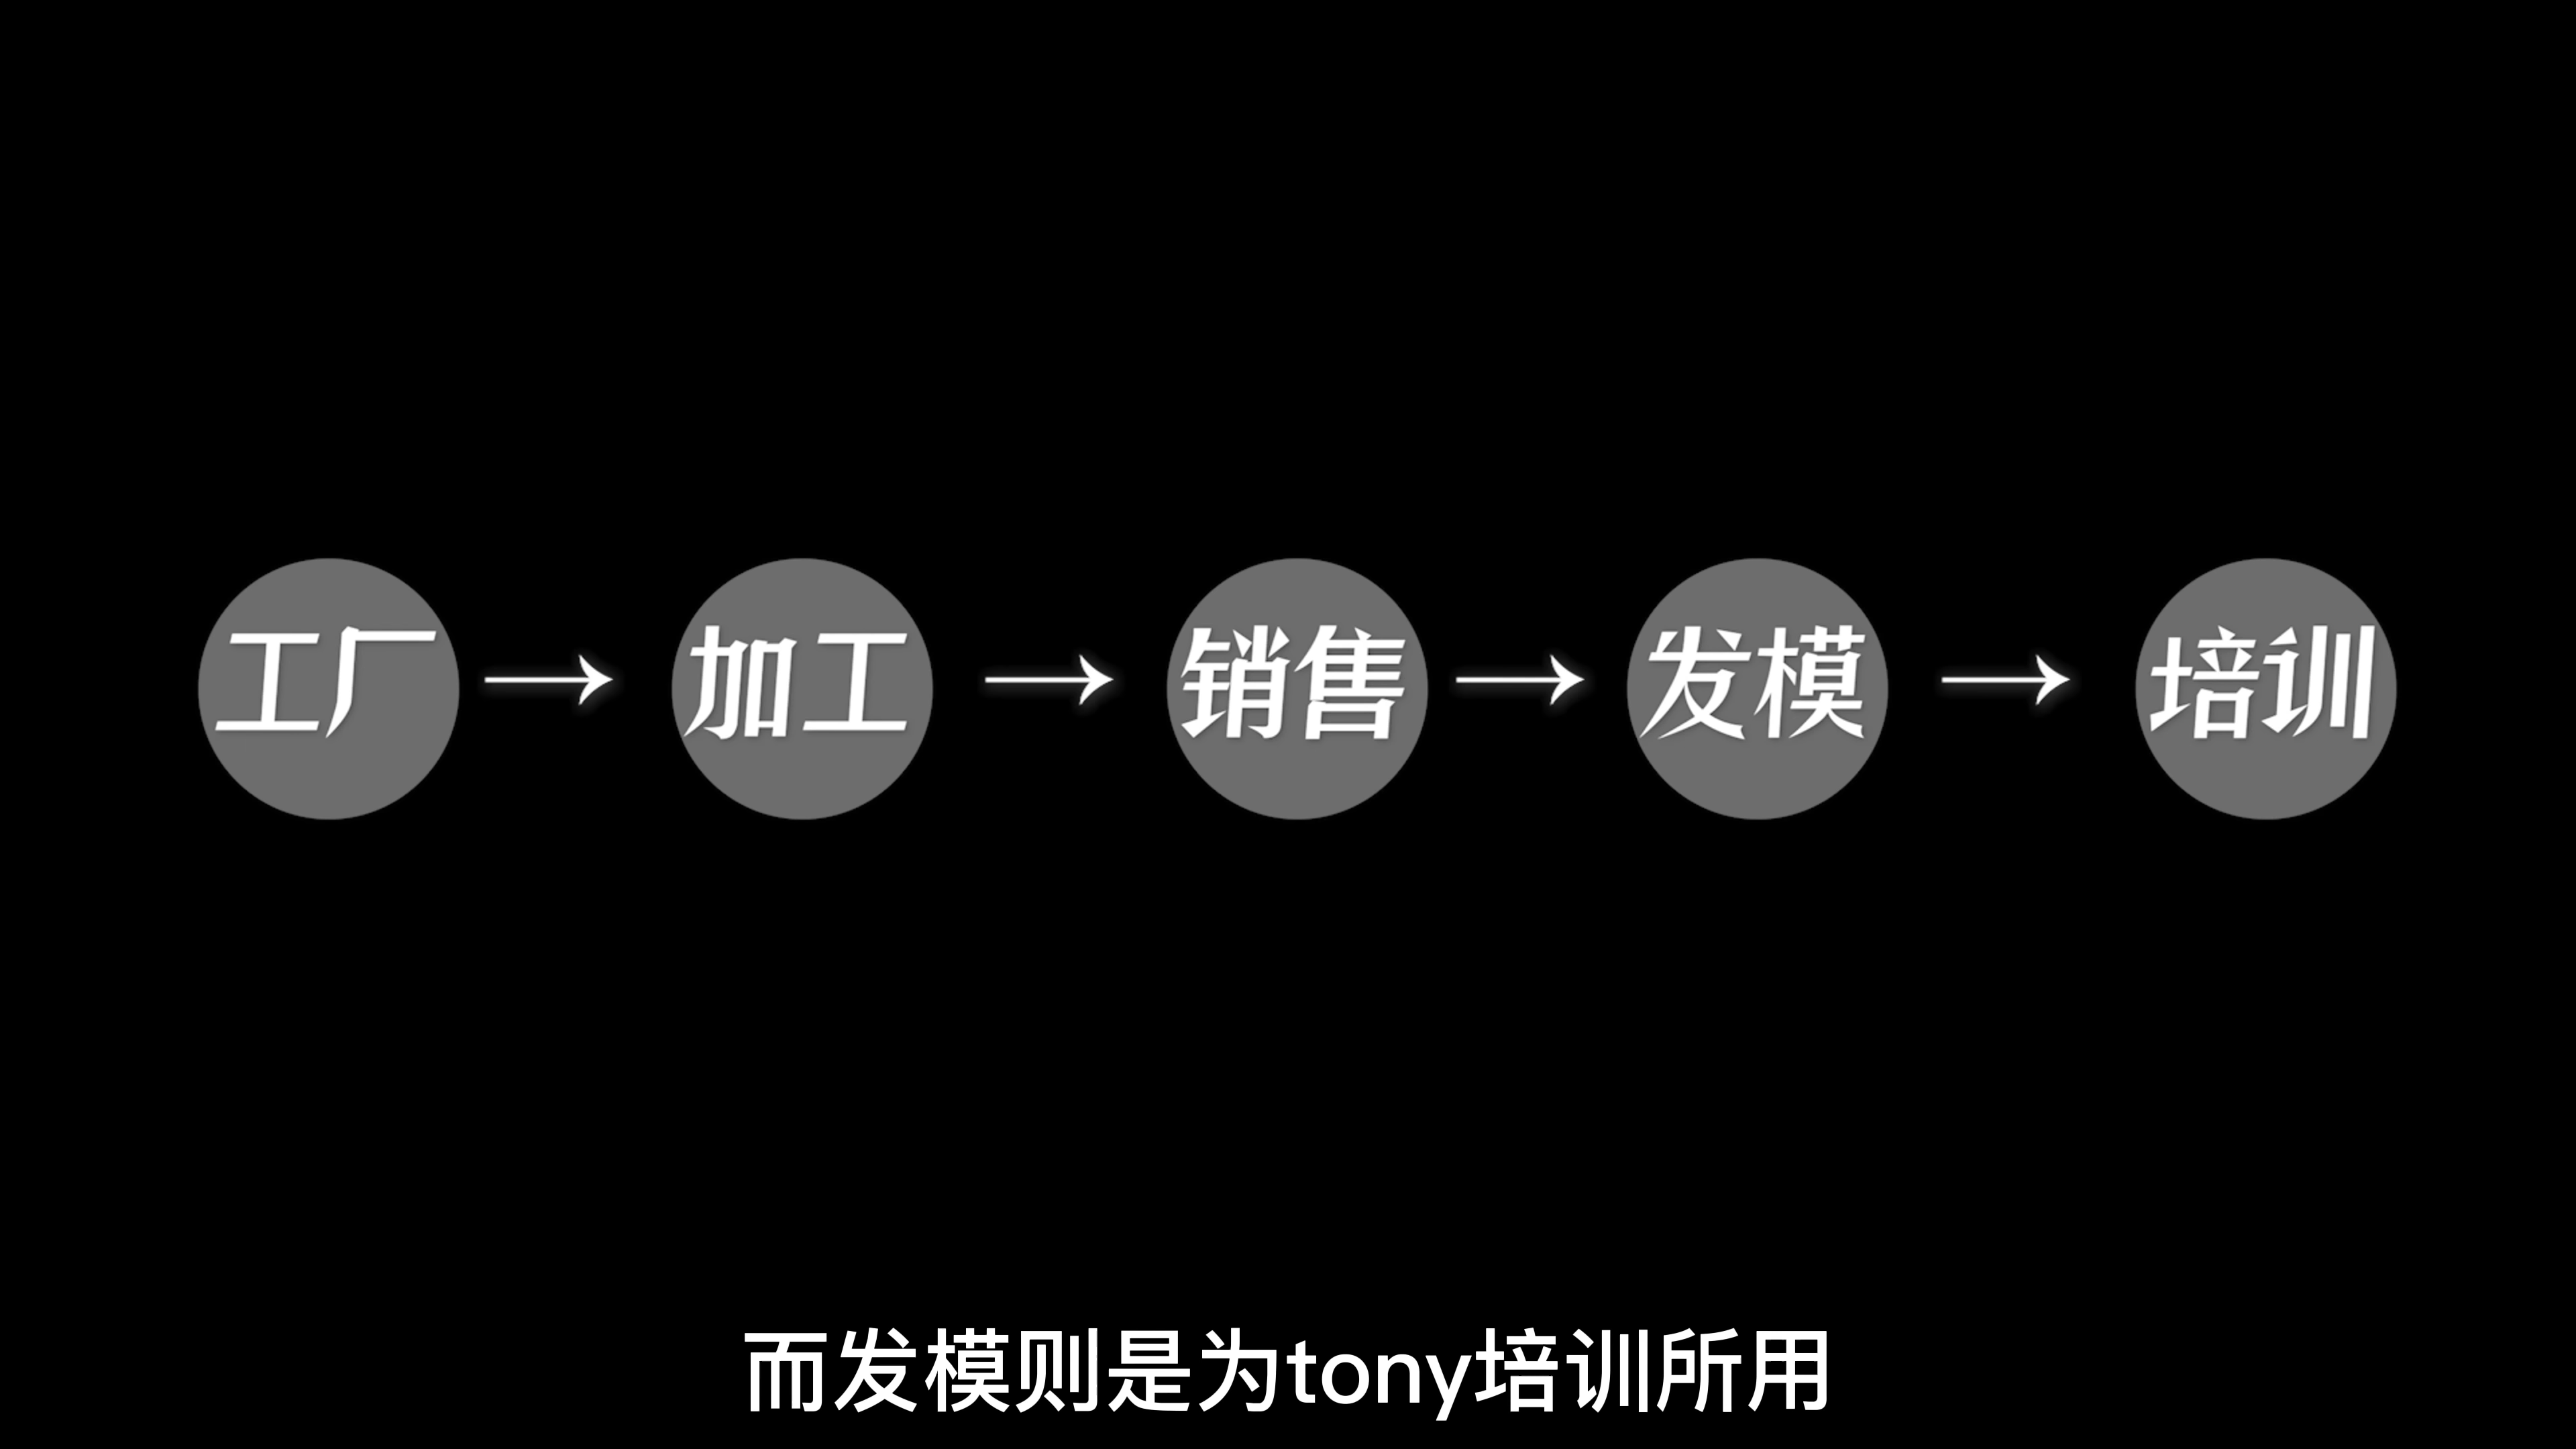 工厂 → 加工 → 销售 → 发模 → 培训
而发模则是为tony培训所用